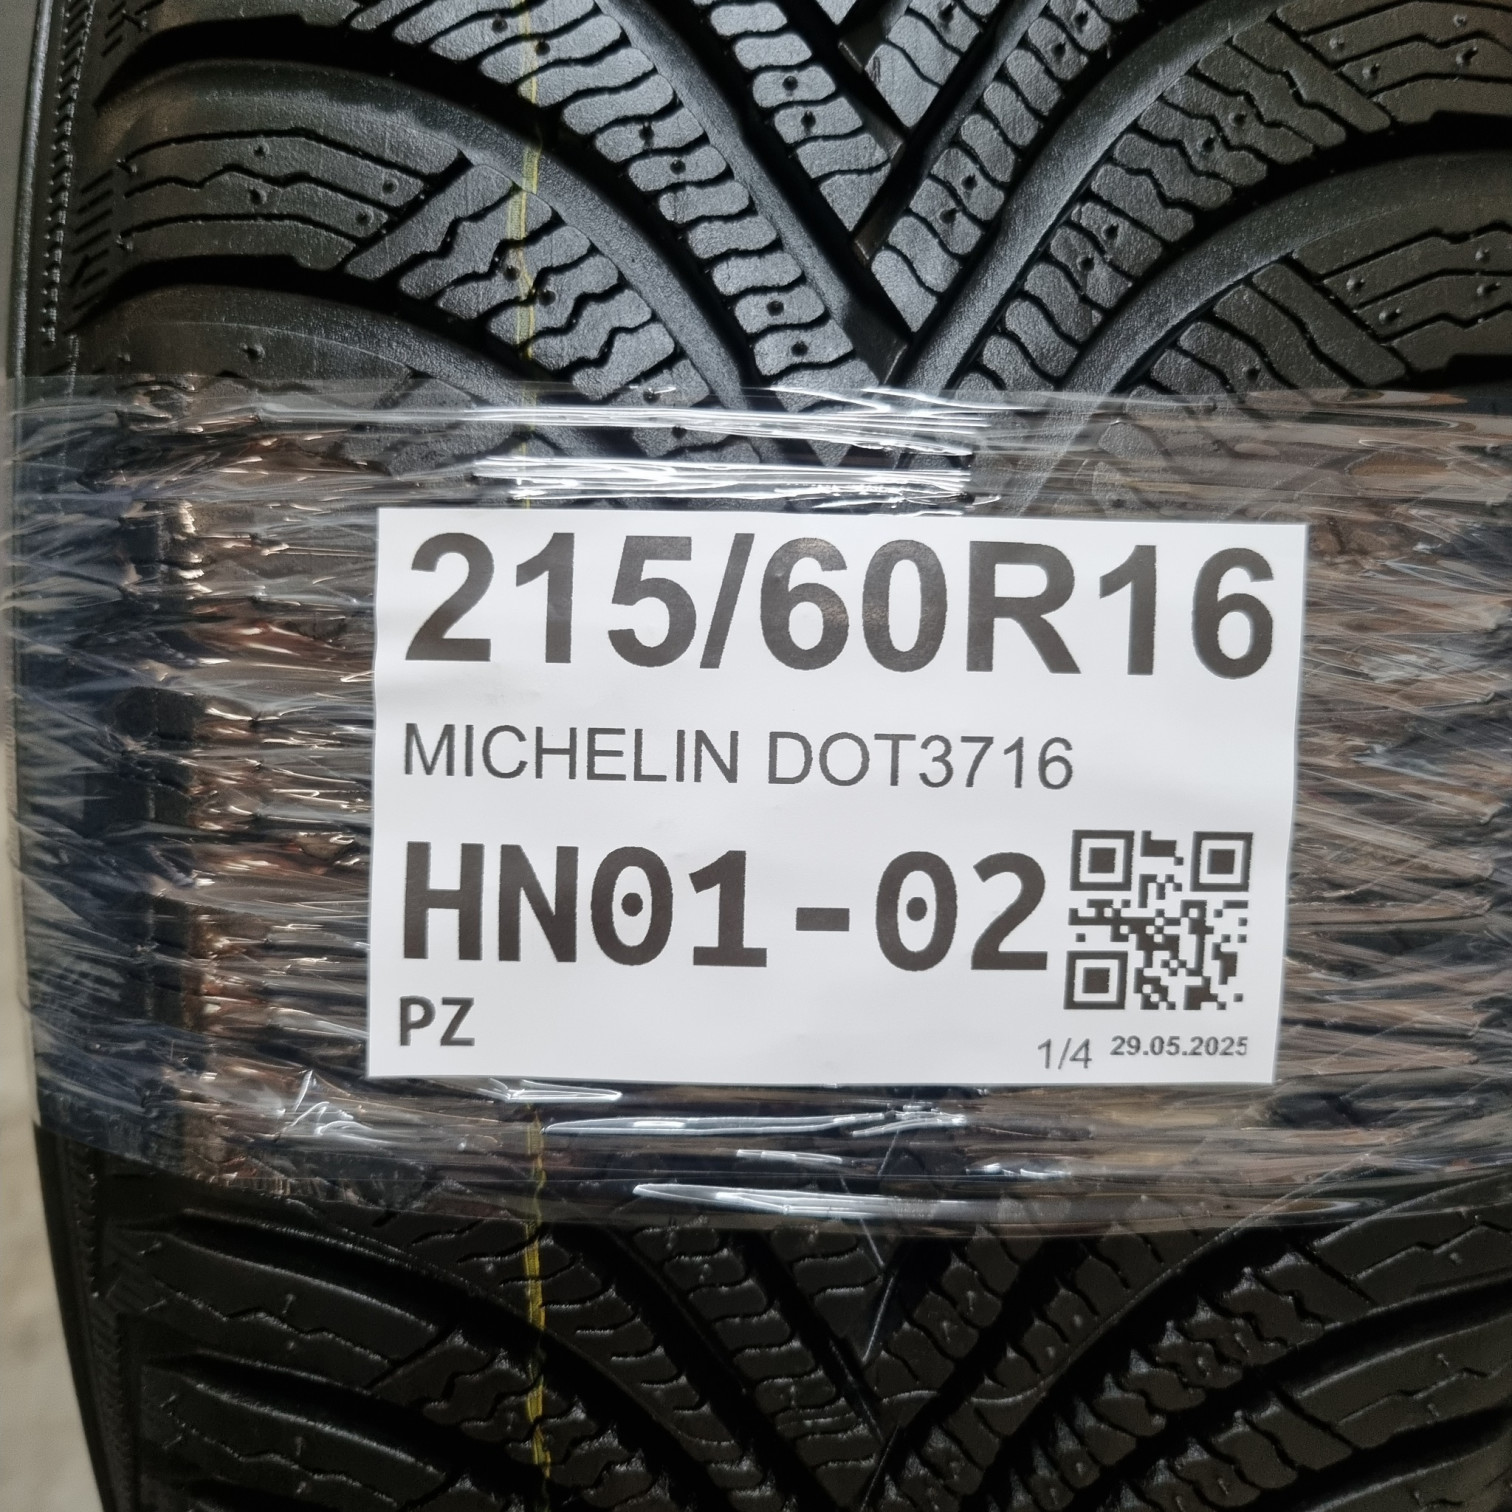 215/60R16
MICHELIN DOT3716
HN01-02
PZ
1/4 29.05.2025